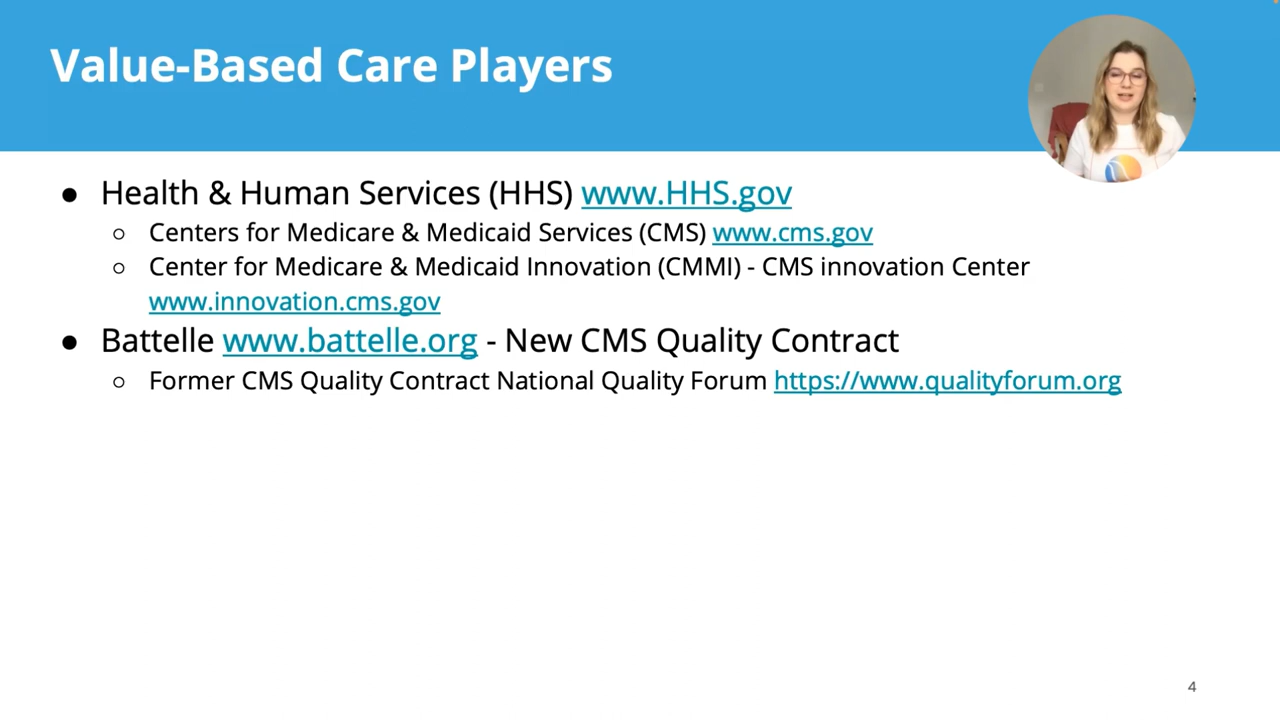 Value-Based Care Players
● Health & Human Services (HHS) www.HHS.gov
○ Centers for Medicare & Medicaid Services (CMS) www.cms.gov
○ Center for Medicare & Medicaid Innovation (CMMI) - CMS innovation Center
www.innovation.cms.gov
● Battelle www.battelle.org - New CMS Quality Contract
○ Former CMS Quality Contract National Quality Forum https://www.qualityforum.org
4